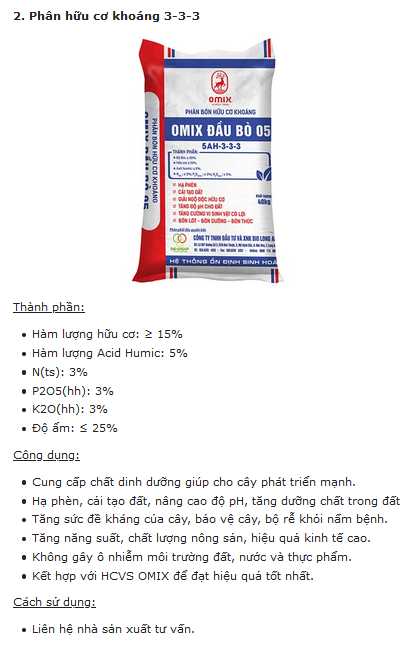 2. Phân hữu cơ khoáng 3-3-3
OMIX
PHÂN BÓN HỮU CƠ KHOÁNG
OMIX ĐẦU BÒ 05
5AH-3-3-3
THÀNH PHẦN:
HẠ PHÈN
CẢI TẠO ĐẤT
GIẢI NGỘ ĐỘC HỮU CƠ
TĂNG ĐỘ pH CHO ĐẤT
TĂNG CƯỜNG VI SINH VẬT CÓ LỢI
BÓN LÓT - BÓN DƯỠNG - BÓN THÚC
40KG
CÔNG TY TNHH ĐẦU TƯ VÀ XNK BIO LONG A
HỆ THỐNG ỔN ĐỊNH SINH HOÁ
PHÂN BÓN HỮU CƠ KHOÁNG
OMIX ĐẦU BÒ 05
Thành phần:
Hàm lượng hữu cơ: ≥ 15%
Hàm lượng Acid Humic: 5%
N(ts): 3%
P2O5(hh): 3%
K2O(hh): 3%
Độ ẩm: ≤ 25%
Công dụng:
Cung cấp chất dinh dưỡng giúp cho cây phát triển mạnh.
Hạ phèn, cải tạo đất, nâng cao độ pH, tăng dưỡng chất trong đất
Tăng sức đề kháng của cây, bảo vệ cây, bộ rễ khỏi nấm bệnh.
Tăng năng suất, chất lượng nông sản, hiệu quả kinh tế cao.
Không gây ô nhiễm môi trường đất, nước và thực phẩm.
Kết hợp với HCVS OMIX để đạt hiệu quả tốt nhất.
Cách sử dụng:
Liên hệ nhà sản xuất tư vấn.